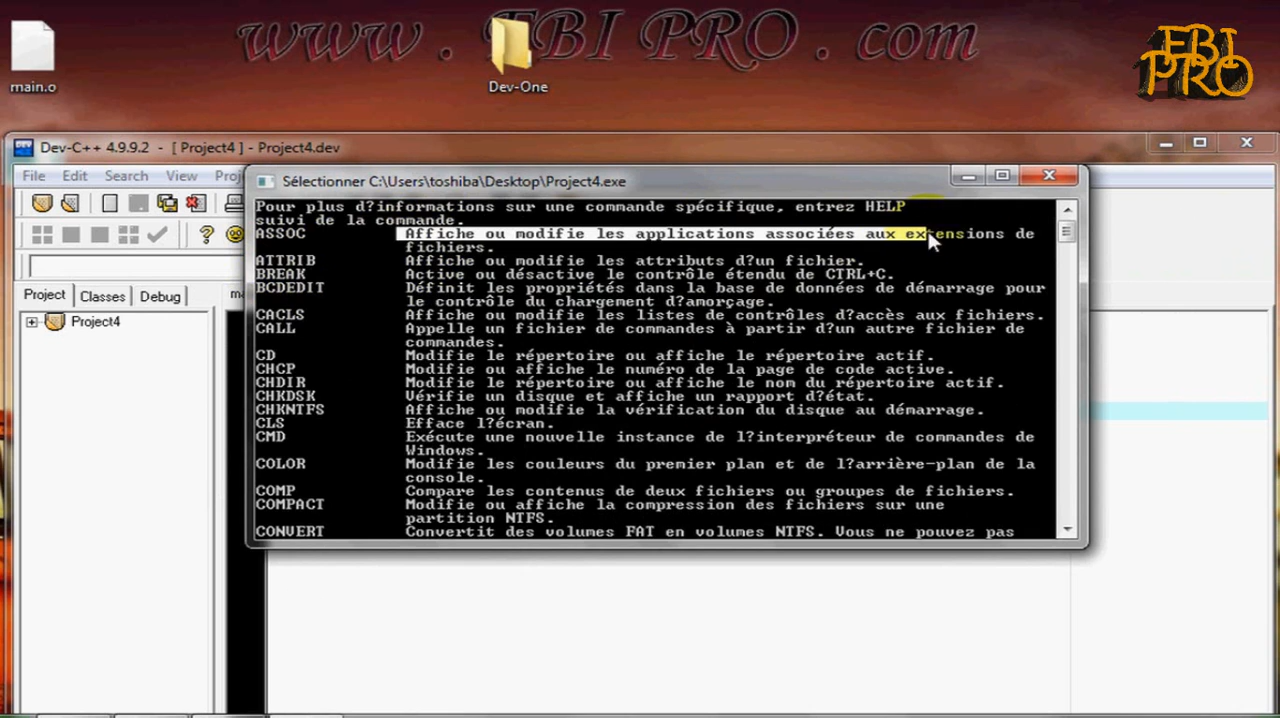 www . FBI PRO . com
FBI
PRO
main.o
Dev-One
Dev-C++ 4.9.9.2 - [ Project4 ] - Project4.dev
File Edit Search View
Sélectionner C:\Users\toshiba\Desktop\Project4.exe
Project Classes Debug
Project4
Pour plus d?informations sur une commande spécifique, entrez HELP
suivi de la commande.
ASSOC Affiche ou modifie les applications associées aux extensions de
fichiers.
ATTRIB Affiche ou modifie les attributs d?un fichier.
BREAK Active ou désactive le contrôle étendu de CTRL+C.
BCDEDIT Définit les propriétés dans la base de données de démarrage pour
le contrôle du chargement d?amorçage.
CACLS Affiche ou modifie les listes de contrôles d?accès aux fichiers.
CALL Appelle un fichier de commandes à partir d?un autre fichier de
commandes.
CD Modifie le répertoire ou affiche le répertoire actif.
CHCP Modifie ou affiche le numéro de la page de code active.
CHDIR Modifie le répertoire ou affiche le nom du répertoire actif.
CHKDSK Vérifie un disque et affiche un rapport d?état.
CHKNTFS Affiche ou modifie la vérification du disque au démarrage.
CLS Efface l?écran.
CMD Exécute une nouvelle instance de l?interpréteur de commandes de
Windows.
COLOR Modifie les couleurs du premier plan et de l?arrière-plan de la
console.
COMP Compare les contenus de deux fichiers ou groupes de fichiers.
COMPACT Modifie ou affiche la compression des fichiers sur une
partition NTFS.
CONVERT Convertit des volumes FAT en volumes NTFS. Vous ne pouvez pas